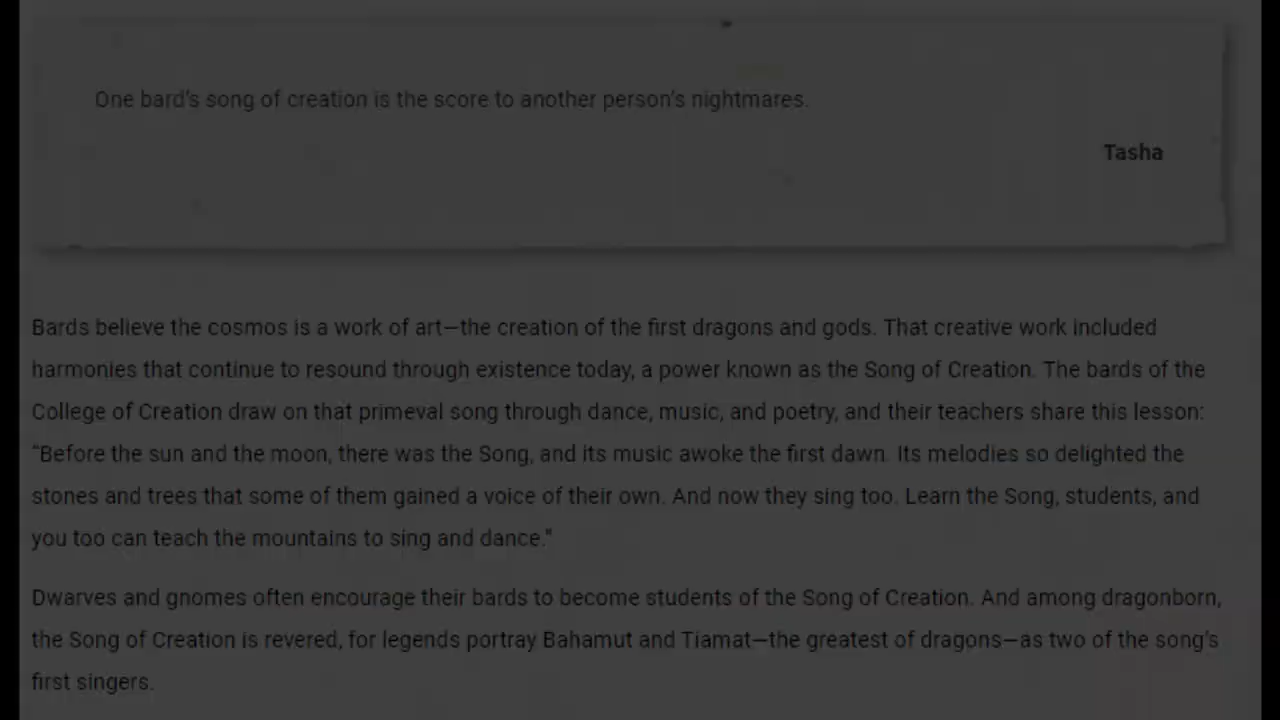 One bard's song of creation is the score to another person's nightmares.
Tasha
Bards believe the cosmos is a work of art—the creation of the first dragons and gods. That creative work included
harmonies that continue to resound through existence today, a power known as the Song of Creation. The bards of the
College of Creation draw on that primeval song through dance, music, and poetry, and their teachers share this lesson:
“Before the sun and the moon, there was the Song, and its music awoke the first dawn. Its melodies so delighted the
stones and trees that some of them gained a voice of their own. And now they sing too. Learn the Song, students, and
you too can teach the mountains to sing and dance.”
Dwarves and gnomes often encourage their bards to become students of the Song of Creation. And among dragonborn,
the Song of Creation is revered, for legends portray Bahamut and Tiamat—the greatest of dragons—as two of the song's
first singers.